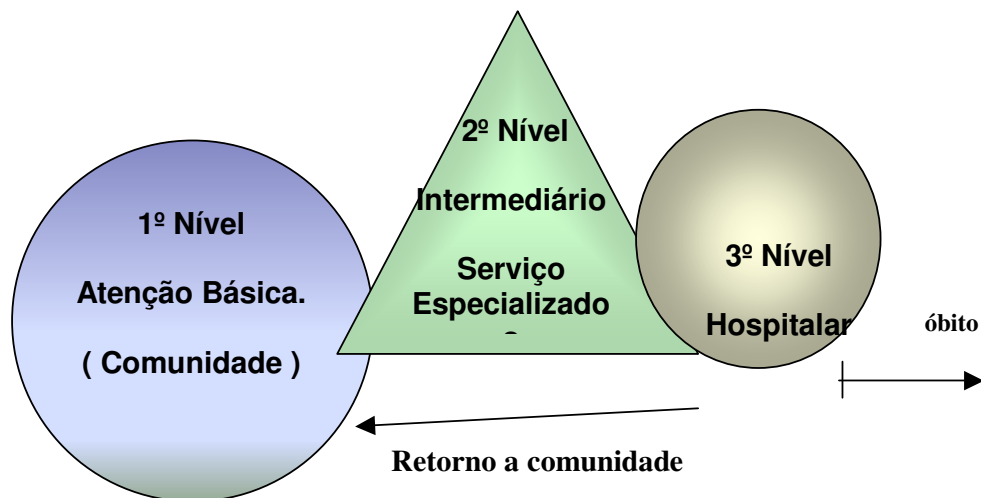 1º Nível
Atenção Básica.
( Comunidade )
2º Nível
Intermediário
Serviço
Especializado
3º Nível
Hospitalar
óbito
Retorno a comunidade